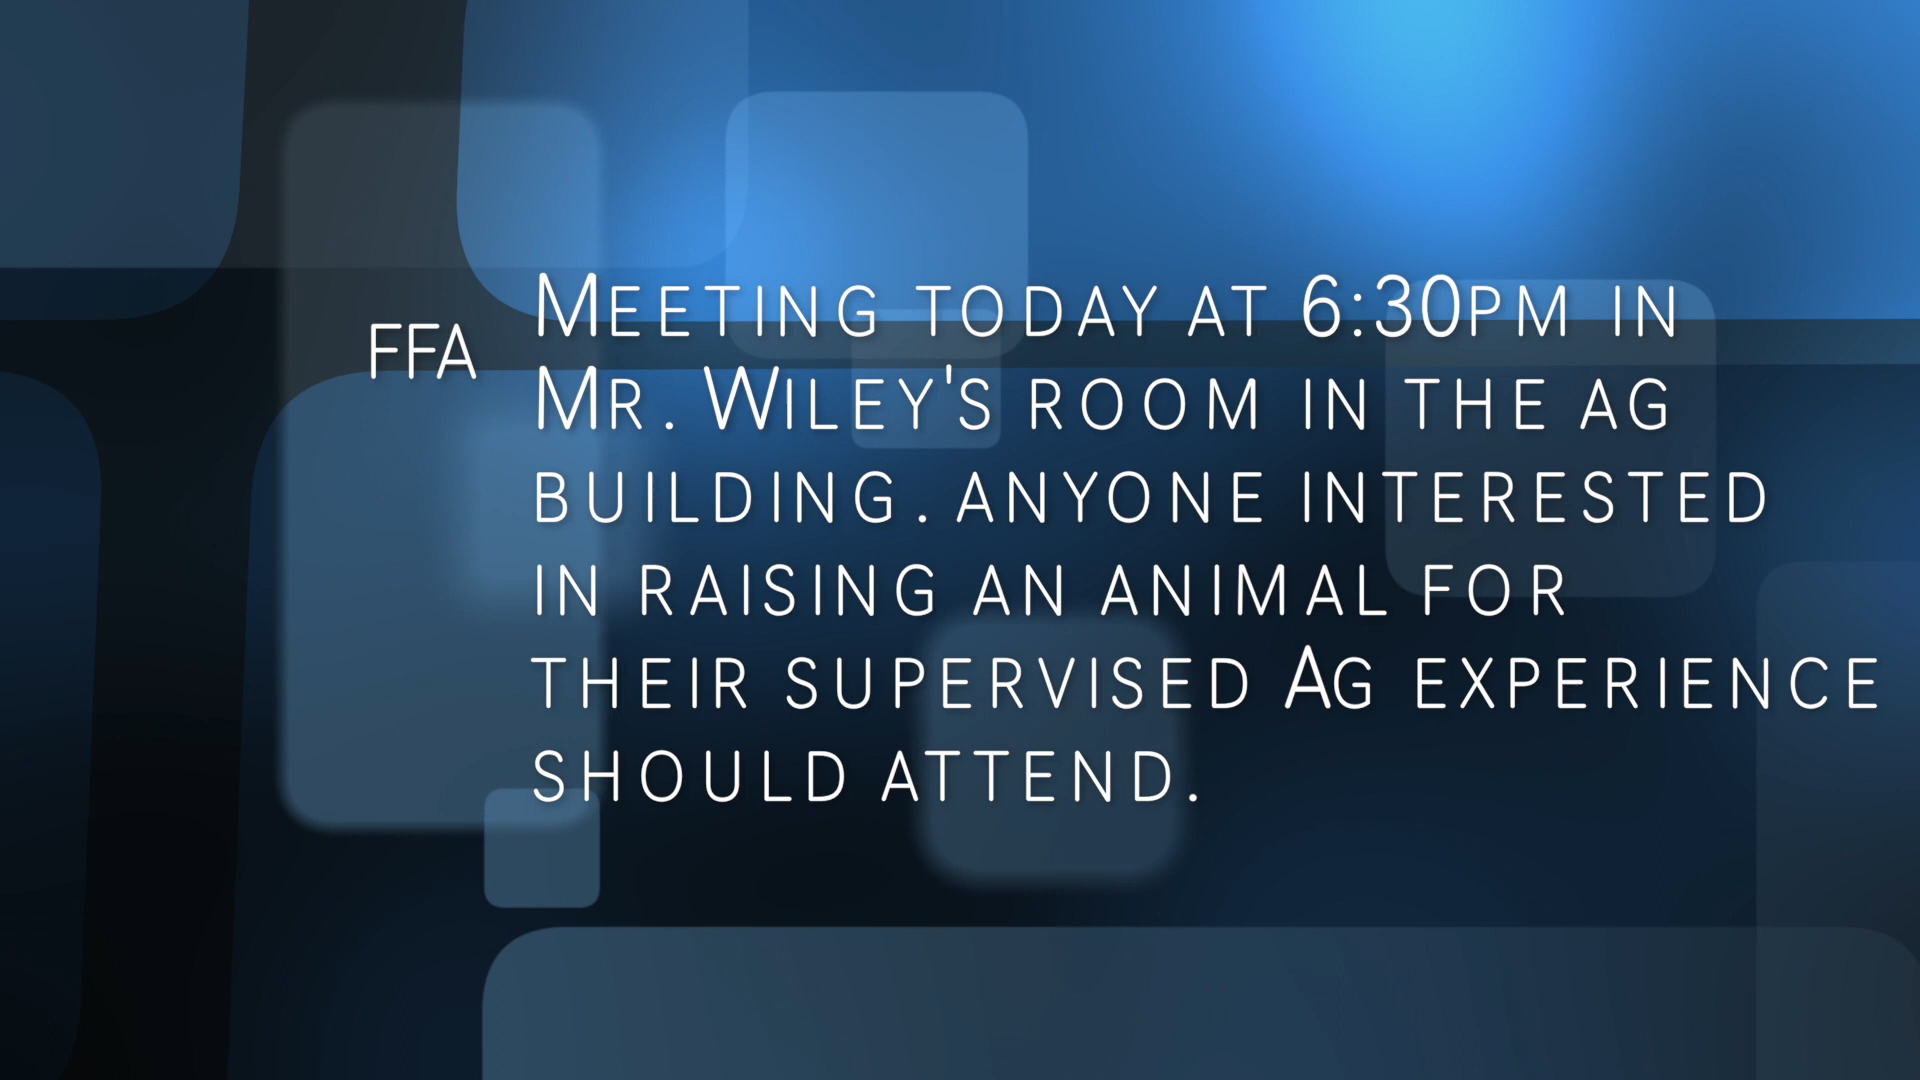 FFA
Meeting today at 6:30pm in
Mr. Wiley's room in the ag
building. anyone interested
in raising an animal for
their supervised Ag experience
should attend.